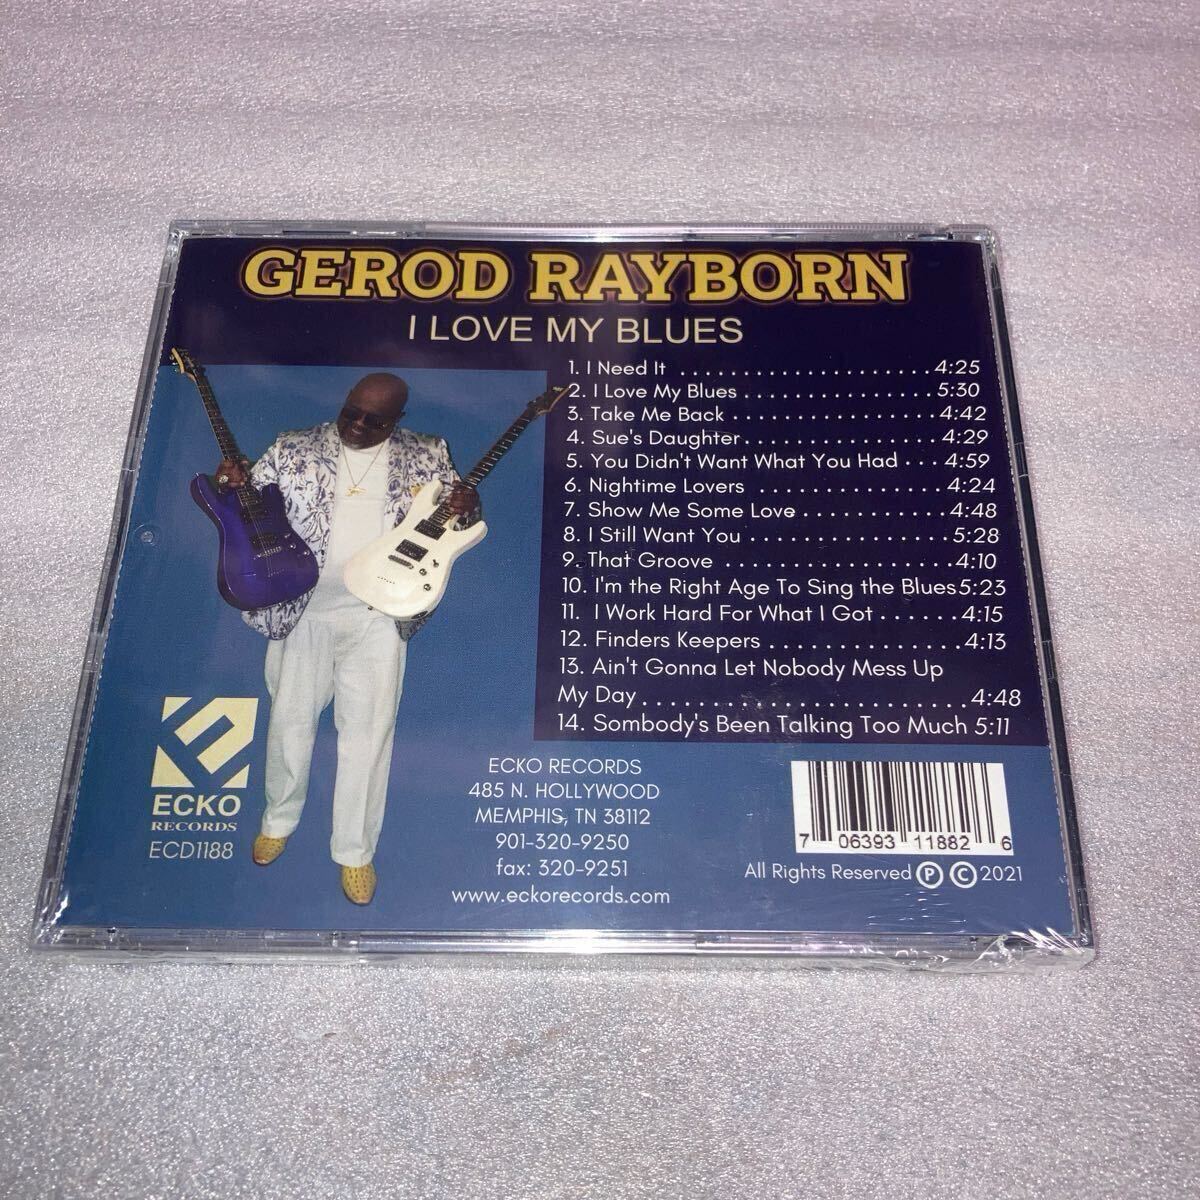 GEROD RAYBORN
I LOVE MY BLUES
1. I Need It . . . . . . . . . . . . . . . . . . . . . 4:25
2. I Love My Blues . . . . . . . . . . . . . . . . 5:30
3. Take Me Back . . . . . . . . . . . . . . . . . 4:42
4. Sue's Daughter. . . . . . . . . . . . . . . . 4:29
5. You Didn't Want What You Had . . . 4:59
6. Nightime Lovers . . . . . . . . . . . . . . . 4:24
7. Show Me Some Love . . . . . . . . . . . . 4:48
8. I Still Want You . . . . . . . . . . . . . . . . . 5:28
9. That Groove . . . . . . . . . . . . . . . . . . 4:10
10. I'm the Right Age To Sing the Blues 5:23
11. I Work Hard For What I Got . . . . . . 4:15
12. Finders Keepers . . . . . . . . . . . . . . 4:13
13. Ain't Gonna Let Nobody Mess Up
My Day . . . . . . . . . . . . . . . . . . . . . . . 4:48
14. Sombody's Been Talking Too Much 5:11
ECKO
RECORDS
ECD1188
ECKO RECORDS
485 N. HOLLYWOOD
MEMPHIS, TN 38112
901-320-9250
fax: 320-9251
www.eckorecords.com
7 06393 11882 6
All Rights Reserved Ⓟ © 2021